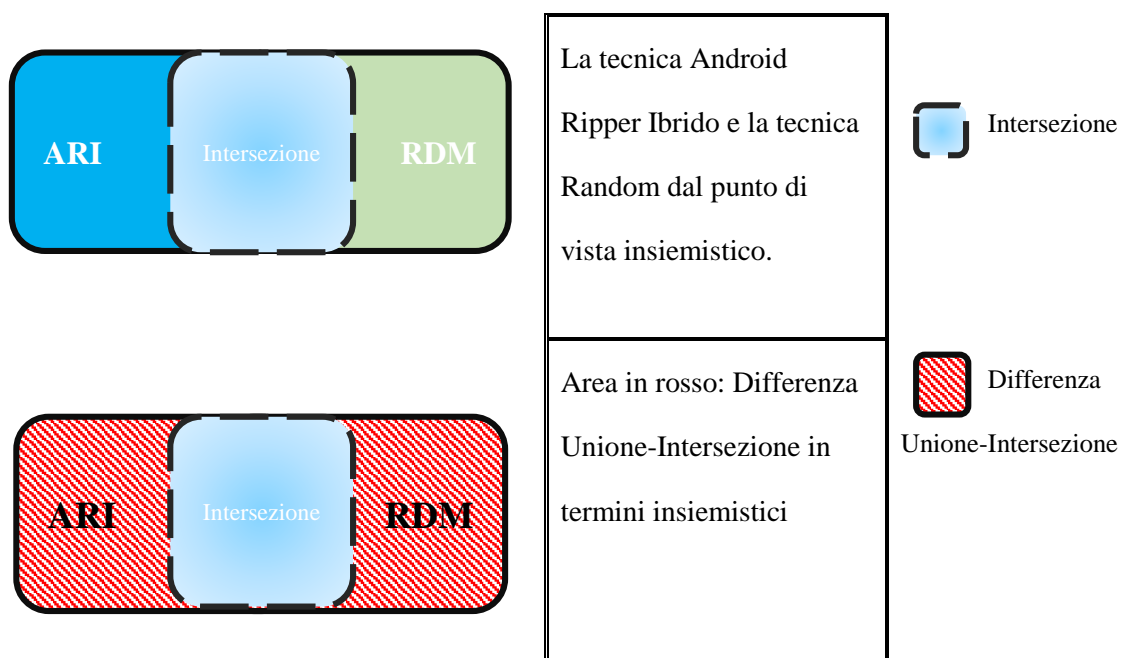 ARI Intersezione RDM
La tecnica Android
Ripper Ibrido e la tecnica
Random dal punto di
vista insiemistico.
Intersezione
ARI Intersezione RDM
Area in rosso: Differenza
Unione-Intersezione in
termini insiemistici
Differenza
Unione-Intersezione